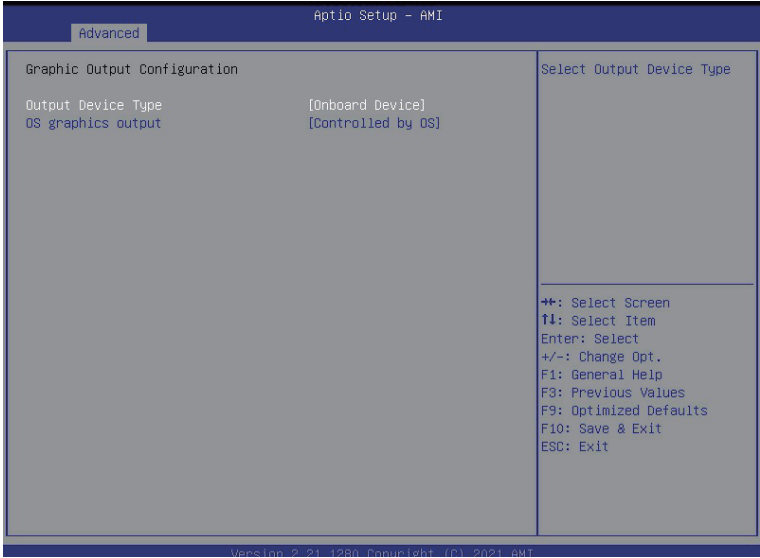 Aptio Setup – AMI
Advanced
Graphic Output Configuration
Output Device Type [Onboard Device]
OS graphics output [Controlled by OS]
Select Output Device Type
→←: Select Screen
↑↓: Select Item
Enter: Select
+/-: Change Opt.
F1: General Help
F3: Previous Values
F9: Optimized Defaults
F10: Save & Exit
ESC: Exit
Version 2.21.1280 Copyright (C) 2021 AMI